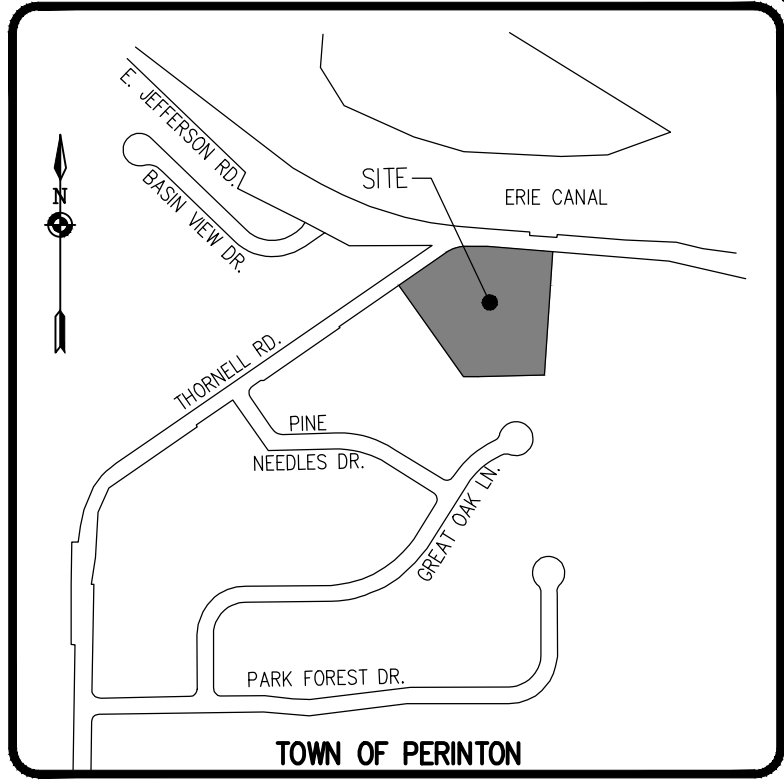 E. JEFFERSON RD.
BASIN VIEW DR.
N
SITE
ERIE CANAL
THORNELL RD.
PINE
NEEDLES DR.
GREAT OAK LN.
PARK FOREST DR.
TOWN OF PERINTON